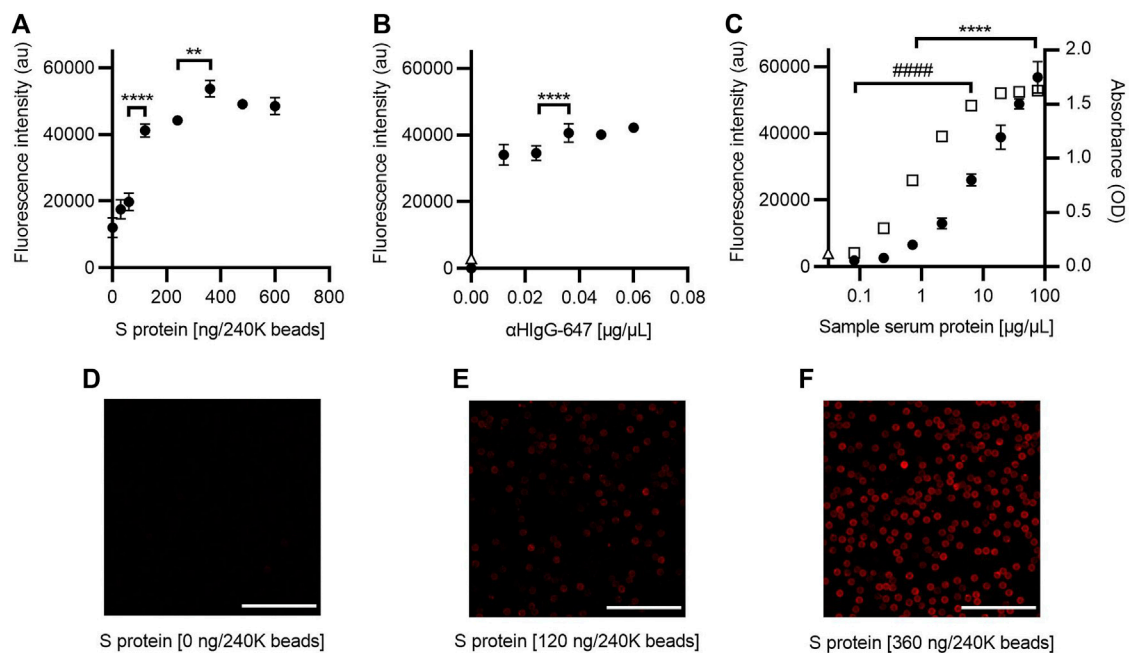 A
B
C
Fluorescence intensity (au)
60000
40000
20000
0
****
**
0 200 400 600 800
S protein [ng/240K beads]
Fluorescence intensity (au)
60000
40000
20000
0
****
0.00 0.02 0.04 0.06 0.08
αHIgG-647 [µg/µL]
Fluorescence intensity (au)
60000
40000
20000
0
####
****
2.0
1.5
1.0
0.5
0.0
Absorbance (OD)
0.1 1 10 100
Sample serum protein [µg/µL]
D
E
F
S protein [0 ng/240K beads]
S protein [120 ng/240K beads]
S protein [360 ng/240K beads]